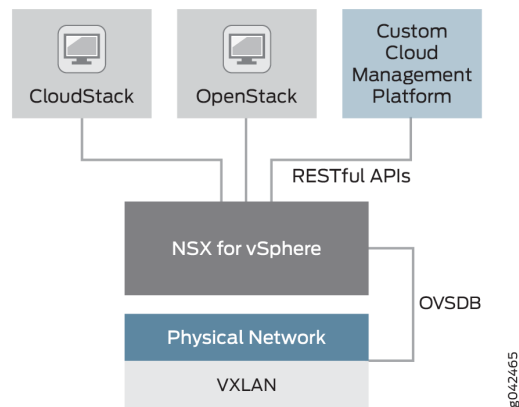 CloudStack
OpenStack
Custom
Cloud
Management
Platform
RESTful APIs
NSX for vSphere
OVSDB
Physical Network
VXLAN
g042465